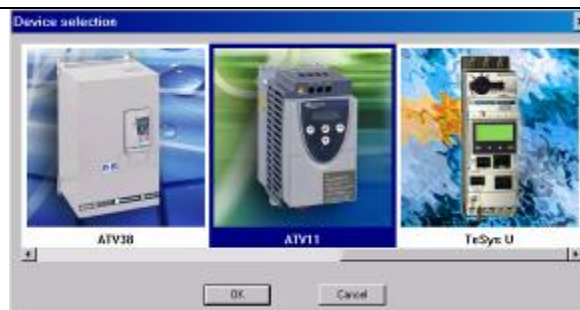 Device selection
ATV38
ATV11
TeSys U
OK
Cancel